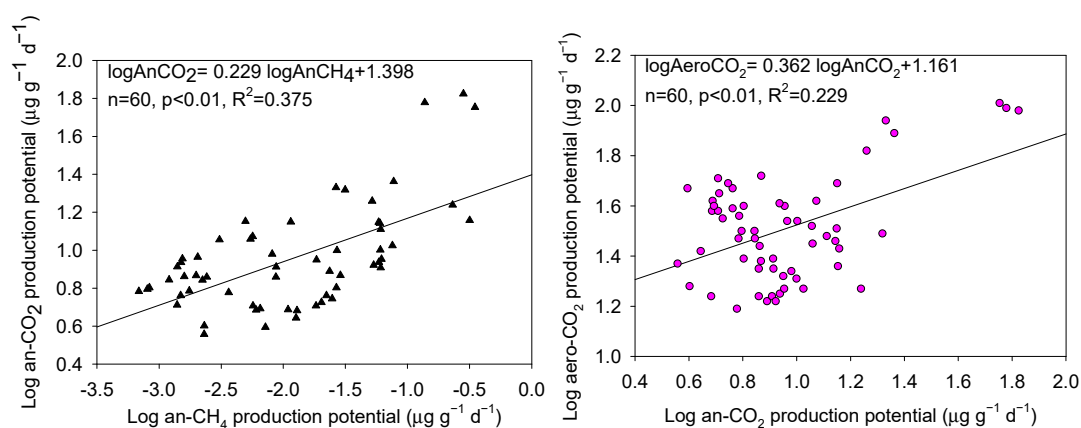 Log an-CO₂ production potential (µg g⁻¹ d⁻¹)
2.0
1.8
1.6
1.4
1.2
1.0
0.8
0.6
0.4
logAnCO₂= 0.229 logAnCH₄+1.398
n=60, p<0.01, R²=0.375
-3.5 -3.0 -2.5 -2.0 -1.5 -1.0 -0.5 0.0
Log an-CH₄ production potential (µg g⁻¹ d⁻¹)
Log aero-CO₂ production potential (µg g⁻¹ d⁻¹)
2.2
2.0
1.8
1.6
1.4
1.2
1.0
logAeroCO₂= 0.362 logAnCO₂+1.161
n=60, p<0.01, R²=0.229
0.4 0.6 0.8 1.0 1.2 1.4 1.6 1.8 2.0
Log an-CO₂ production potential (µg g⁻¹ d⁻¹)